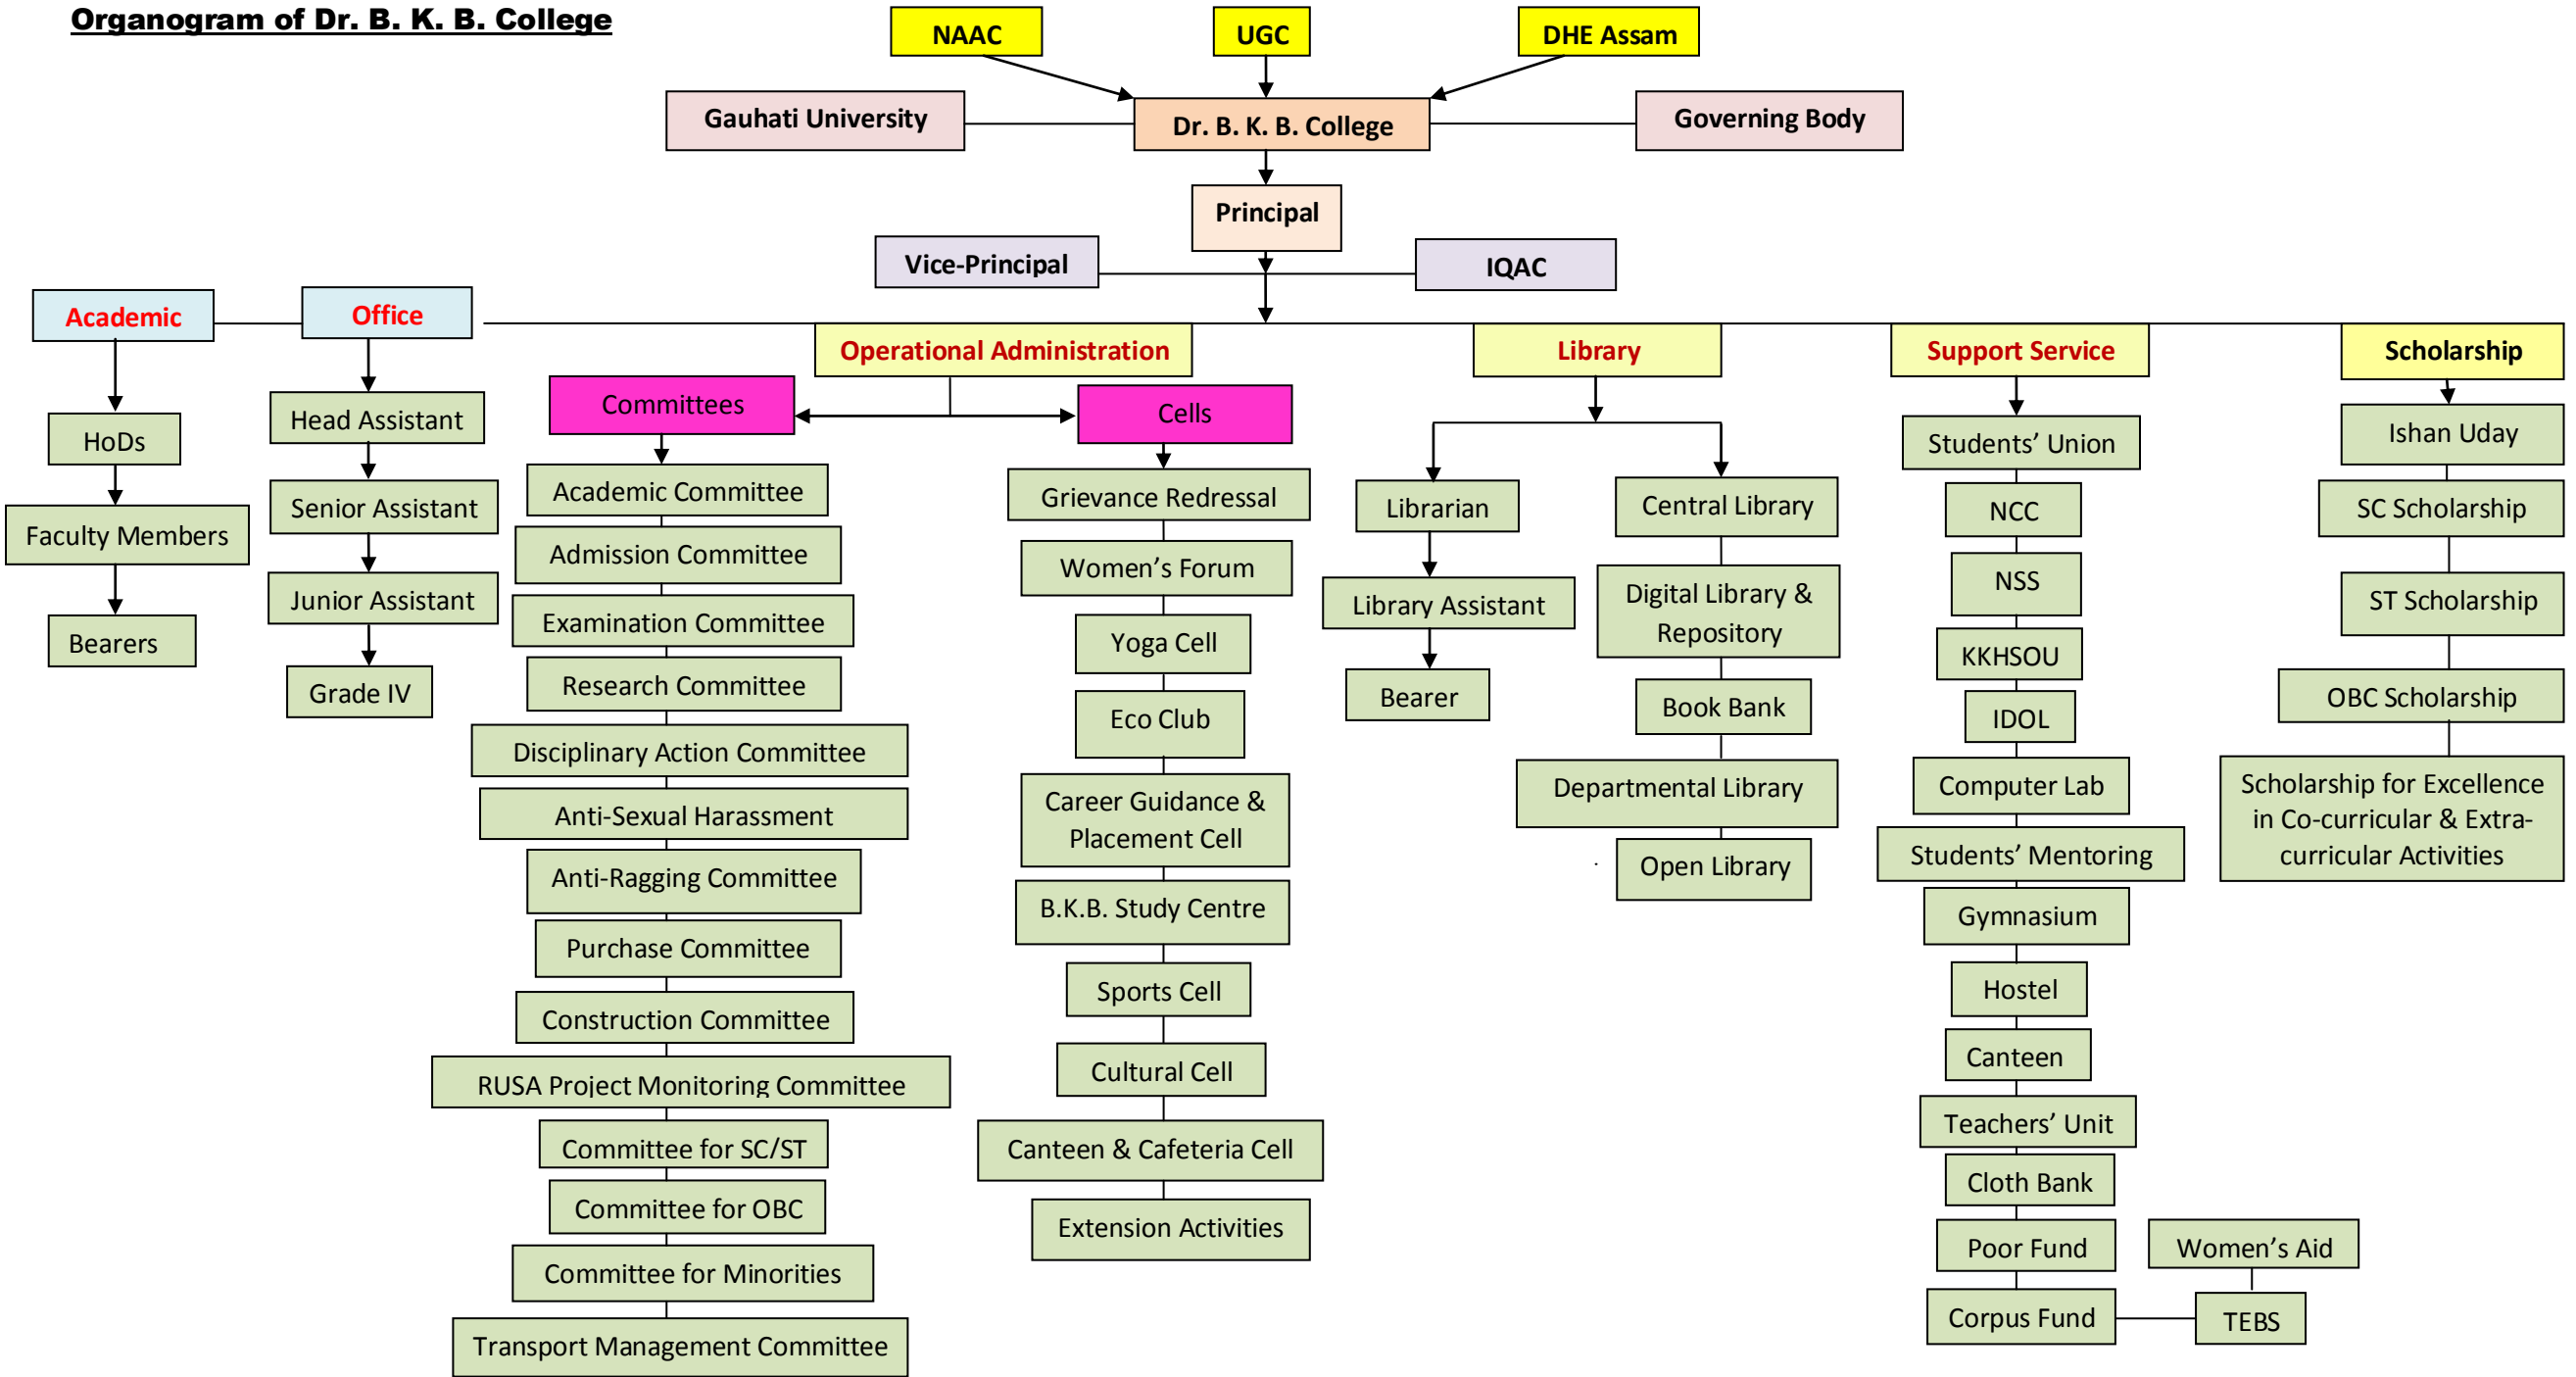 Organogram of Dr. B. K. B. College
NAAC
UGC
DHE Assam
Gauhati University
Dr. B. K. B. College
Governing Body
Principal
Vice-Principal
IQAC
Academic
Office
Operational Administration
Library
Support Service
Scholarship
HoDs
Faculty Members
Bearers
Head Assistant
Senior Assistant
Junior Assistant
Grade IV
Committees
Academic Committee
Admission Committee
Examination Committee
Research Committee
Disciplinary Action Committee
Anti-Sexual Harassment
Anti-Ragging Committee
Purchase Committee
Construction Committee
RUSA Project Monitoring Committee
Committee for SC/ST
Committee for OBC
Committee for Minorities
Transport Management Committee
Cells
Grievance Redressal
Women’s Forum
Yoga Cell
Eco Club
Career Guidance &
Placement Cell
B.K.B. Study Centre
Sports Cell
Cultural Cell
Canteen & Cafeteria Cell
Extension Activities
Librarian
Library Assistant
Bearer
Central Library
Digital Library &
Repository
Book Bank
Departmental Library
Open Library
Students’ Union
NCC
NSS
KKHSOU
IDOL
Computer Lab
Students’ Mentoring
Gymnasium
Hostel
Canteen
Teachers’ Unit
Cloth Bank
Poor Fund
Corpus Fund
Women’s Aid
TEBS
Ishan Uday
SC Scholarship
ST Scholarship
OBC Scholarship
Scholarship for Excellence
in Co-curricular & Extra-
curricular Activities